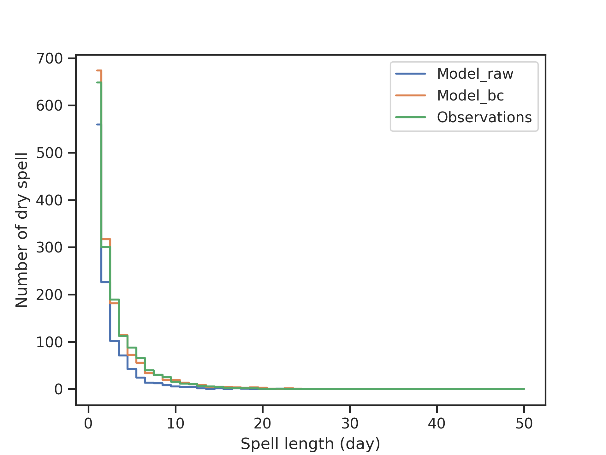 700
600
500
400
300
200
100
0
Number of dry spell
Model_raw
Model_bc
Observations
0 10 20 30 40 50
Spell length (day)